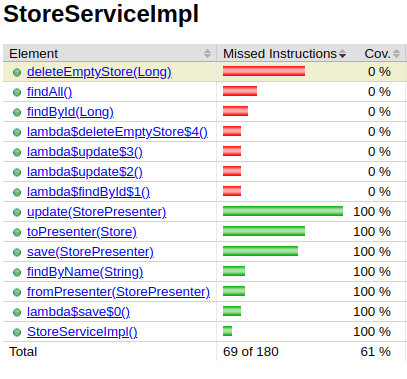 StoreServiceImpl
Element Missed Instructions Cov.
deleteEmptyStore(Long) 0 %
findAll() 0 %
findById(Long) 0 %
lambda$deleteEmptyStore$4() 0 %
lambda$update$3() 0 %
lambda$update$2() 0 %
lambda$findById$1() 0 %
update(StorePresenter) 100 %
toPresenter(Store) 100 %
save(StorePresenter) 100 %
findByName(String) 100 %
fromPresenter(StorePresenter) 100 %
lambda$save$0() 100 %
StoreServiceImpl() 100 %
Total 69 of 180 61 %